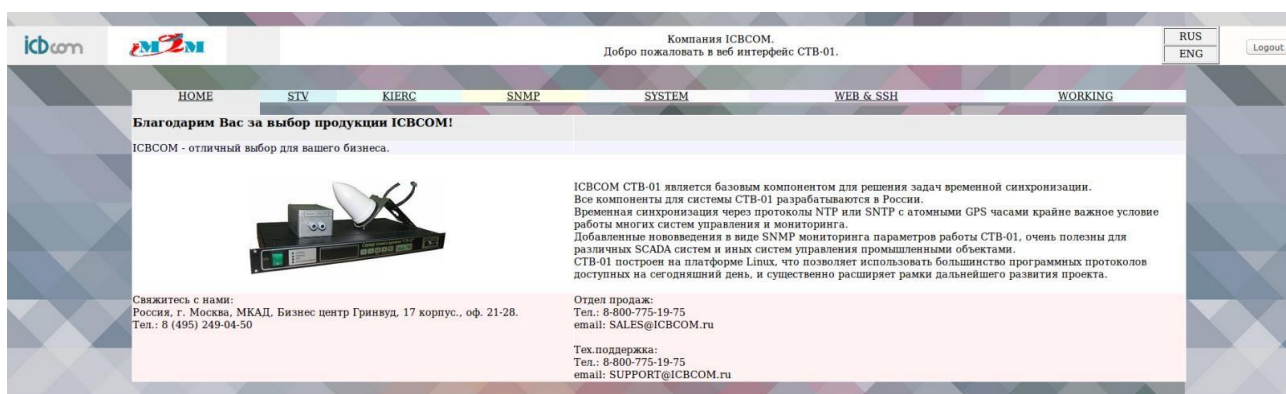 icbcom
iM2M
Компания ICBCOM.
Добро пожаловать в веб интерфейс СТВ-01.
RUS
ENG
Logout
HOME STV KIERC SNMP SYSTEM WEB & SSH WORKING
Благодарим Вас за выбор продукции ICBCOM!
ICBCOM - отличный выбор для вашего бизнеса.
ICBCOM СТВ-01 является базовым компонентом для решения задач временной синхронизации.
Все компоненты для системы СТВ-01 разрабатываются в России.
Временная синхронизация через протоколы NTP или SNTP с атомными GPS часами крайне важное условие
работы многих систем управления и мониторинга.
Добавленные нововведения в виде SNMP мониторинга параметров работы СТВ-01, очень полезны для
различных SCADA систем и иных систем управления промышленными объектами.
СТВ-01 построен на платформе Linux, что позволяет использовать большинство программных протоколов
доступных на сегодняшний день, и существенно расширяет рамки дальнейшего развития проекта.
Свяжитесь с нами:
Россия, г. Москва, МКАД, Бизнес центр Гринвуд, 17 корпус., оф. 21-28.
Тел.: 8 (495) 249-04-50
Отдел продаж:
Тел.: 8-800-775-19-75
email: SALES@ICBCOM.ru
Тех.поддержка:
Тел.: 8-800-775-19-75
email: SUPPORT@ICBCOM.ru